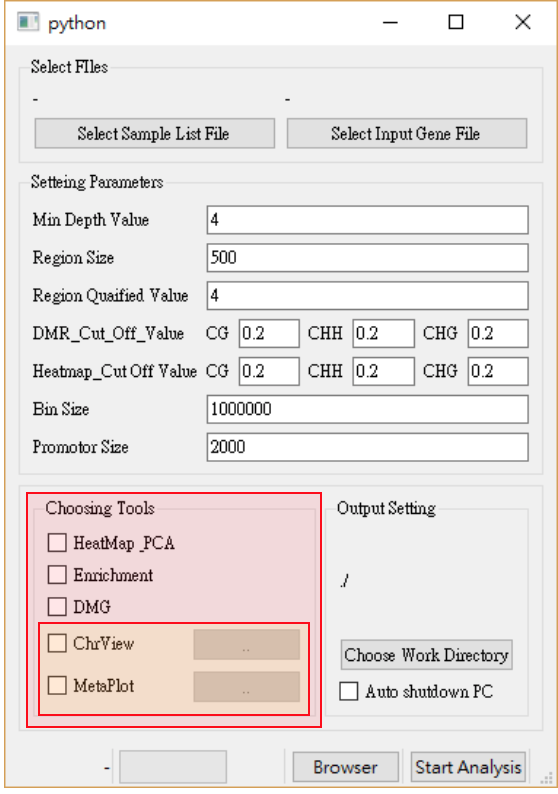 python
Select FIles
- -
Select Sample List File Select Input Gene File
Setteing Parameters
Min Depth Value 4
Region Size 500
Region Quaified Value 4
DMR_Cut_Off_Value CG 0.2 CHH 0.2 CHG 0.2
Heatmap_Cut Off Value CG 0.2 CHH 0.2 CHG 0.2
Bin Size 1000000
Promotor Size 2000
Choosing Tools
HeatMap_PCA
Enrichment
DMG
ChrView ..
MetaPlot ..
Output Setting
./
Choose Work Directory
Auto shutdown PC
- Browser Start Analysis